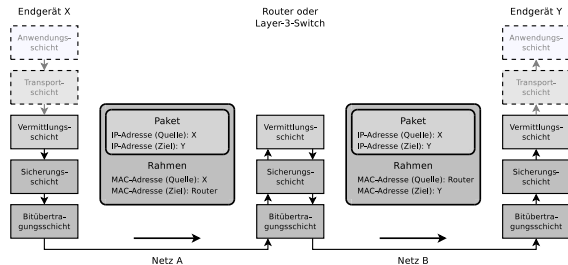 Endgerät X
Router oder
Layer-3-Switch
Endgerät Y
Anwendungs-
schicht
Transport-
schicht
Vermittlungs-
schicht
Sicherungs-
schicht
Bitübertra-
gungsschicht
Paket
IP-Adresse (Quelle): X
IP-Adresse (Ziel): Y
Rahmen
MAC-Adresse (Quelle): X
MAC-Adresse (Ziel): Router
Vermittlungs-
schicht
Sicherungs-
schicht
Bitübertra-
gungsschicht
Paket
IP-Adresse (Quelle): X
IP-Adresse (Ziel): Y
Rahmen
MAC-Adresse (Quelle): Router
MAC-Adresse (Ziel): Y
Anwendungs-
schicht
Transport-
schicht
Vermittlungs-
schicht
Sicherungs-
schicht
Bitübertra-
gungsschicht
Netz A
Netz B